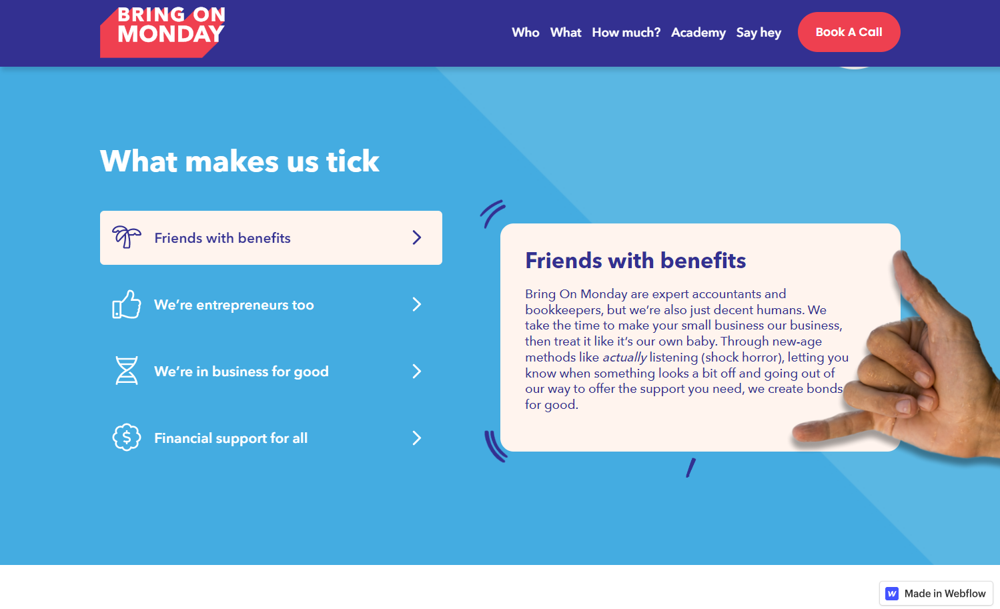 BRING ON
MONDAY
Who What How much? Academy Say hey Book A Call
What makes us tick
Friends with benefits
We’re entrepreneurs too
We’re in business for good
Financial support for all
Friends with benefits
Bring On Monday are expert accountants and
bookkeepers, but we’re also just decent humans. We
take the time to make your small business our business,
then treat it like it’s our own baby. Through new-age
methods like actually listening (shock horror), letting you
know when something looks a bit off and going out of
our way to offer the support you need, we create bonds
for good.
Made in Webflow